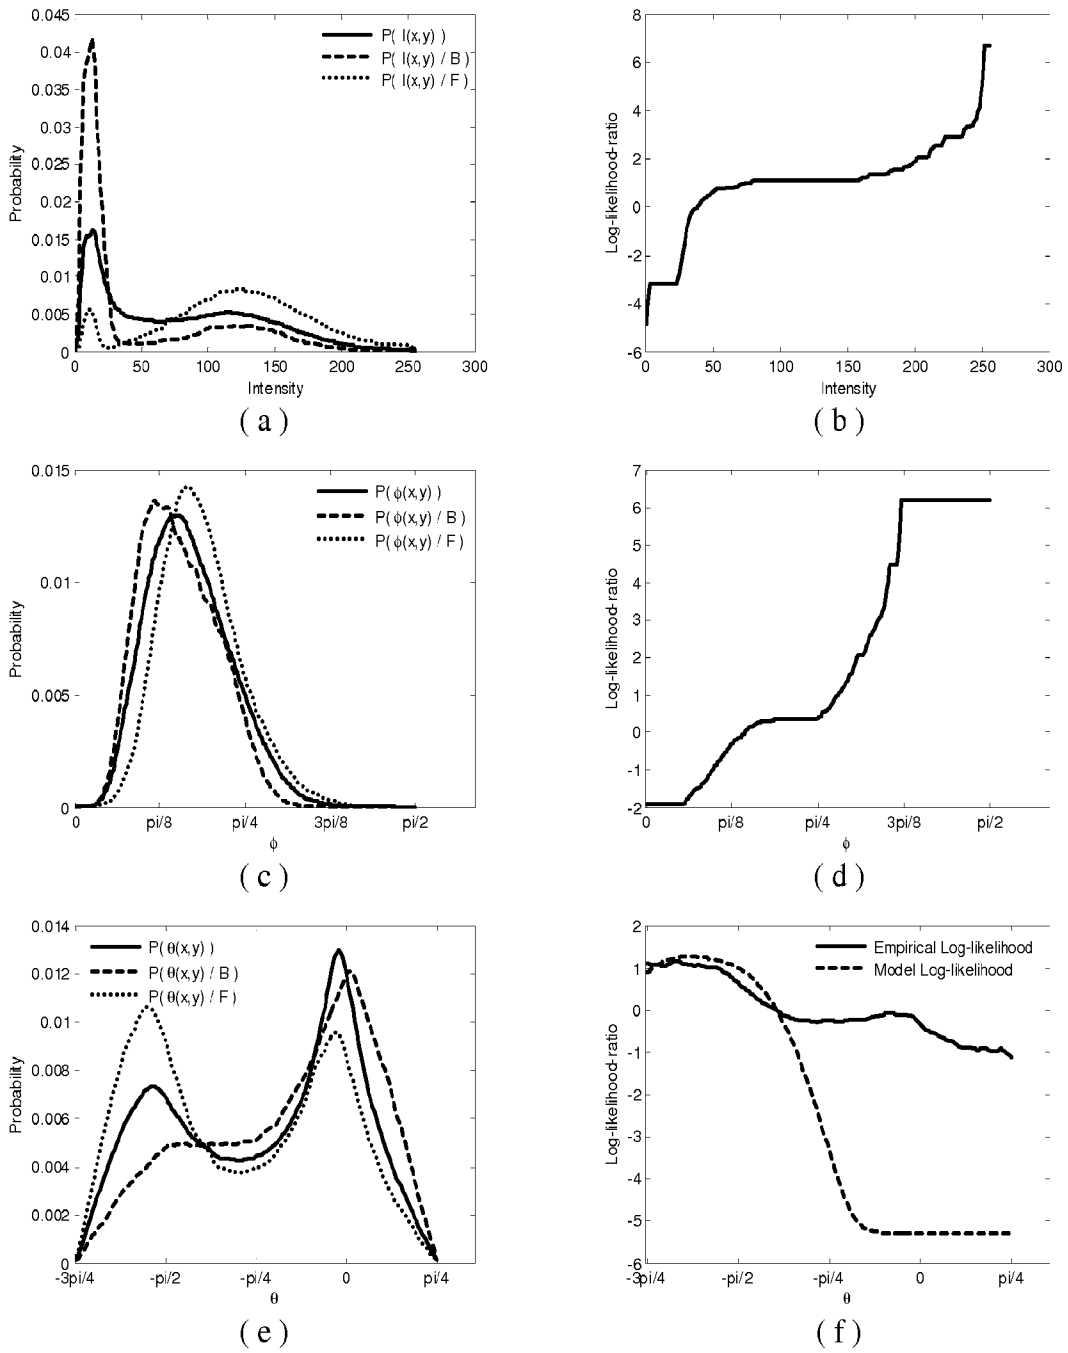 0.045
0.04
0.035
0.03
0.025
0.02
0.015
0.01
0.005
0
Probability
P( I(x,y) )
P( I(x,y) / B)
P( I(x,y) / F)
0 50 100 150 200 250 300
Intensity
( a )
8
6
4
2
0
-2
-4
-6
Log-likelihood-ratio
0 50 100 150 200 250 300
Intensity
( b )
0.015
0.01
0.005
0
Probability
P( ϕ(x,y) )
P( ϕ(x,y) / B)
P( ϕ(x,y) / F)
0 pi/8 pi/4 3pi/8 pi/2
ϕ
( c )
7
6
5
4
3
2
1
0
-1
-2
Log-likelihood-ratio
0 pi/8 pi/4 3pi/8 pi/2
ϕ
( d )
0.014
0.012
0.01
0.008
0.006
0.004
0.002
0
Probability
P( θ(x,y) )
P( θ(x,y) / B)
P( θ(x,y) / F)
-3pi/4 -pi/2 -pi/4 0 pi/4
θ
( e )
2
1
0
-1
-2
-3
-4
-5
-6
Log-likelihood-ratio
Empirical Log-likelihood
Model Log-likelihood
-3pi/4 -pi/2 -pi/4 0 pi/4
θ
( f )